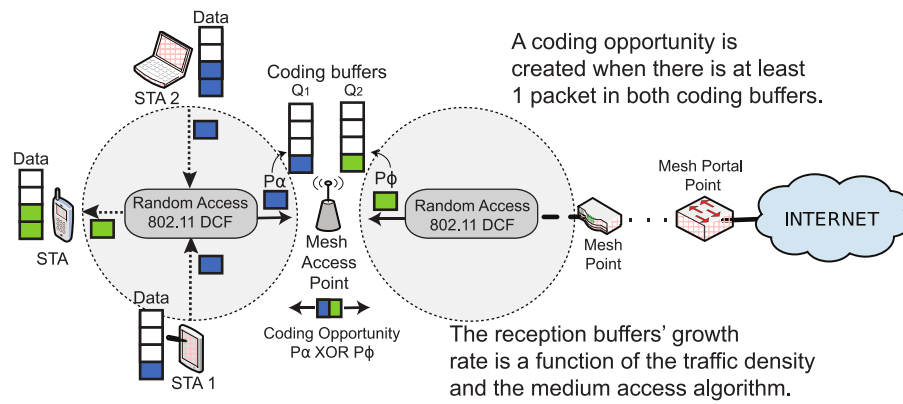 Data
STA 2
Coding buffers
Q1
Q2
A coding opportunity is
created when there is at least
1 packet in both coding buffers.
Data
STA
Pα
Pϕ
Random Access
802.11 DCF
Random Access
802.11 DCF
Mesh
Access
Point
Mesh
Point
Mesh Portal
Point
INTERNET
Data
STA 1
Coding Opportunity
Pα XOR Pϕ
The reception buffers’ growth
rate is a function of the traffic density
and the medium access algorithm.